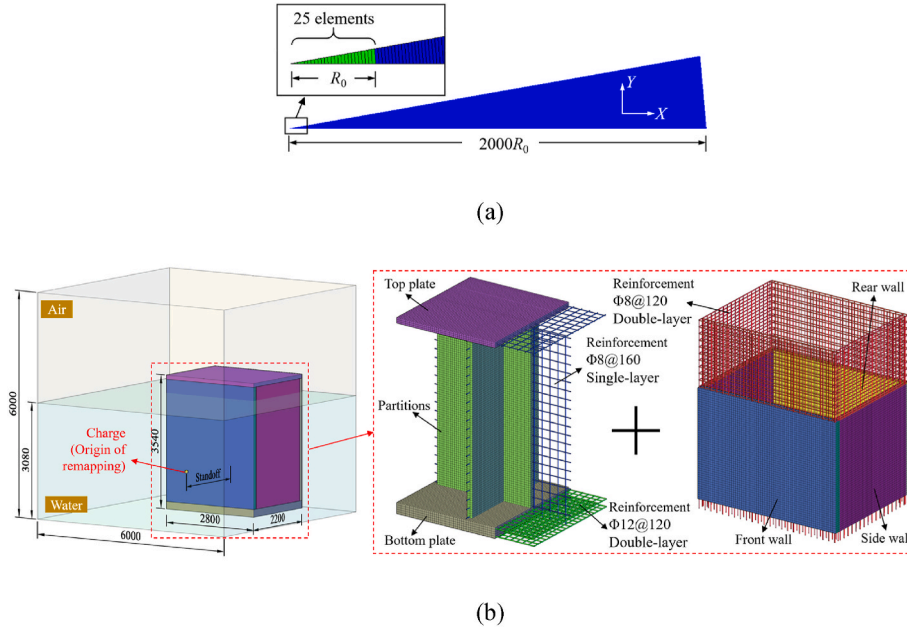 25 elements
R₀
Y
X
2000R₀
(a)
Air
6000
3080
Charge
(Origin of
remapping)
3540
Standoff
Water
2800
2200
6000
Top plate
Partitions
Bottom plate
Reinforcement
Φ8@120
Double-layer
Reinforcement
Φ8@160
Single-layer
Reinforcement
Φ12@120
Double-layer
Rear wall
Front wall
Side wall
(b)